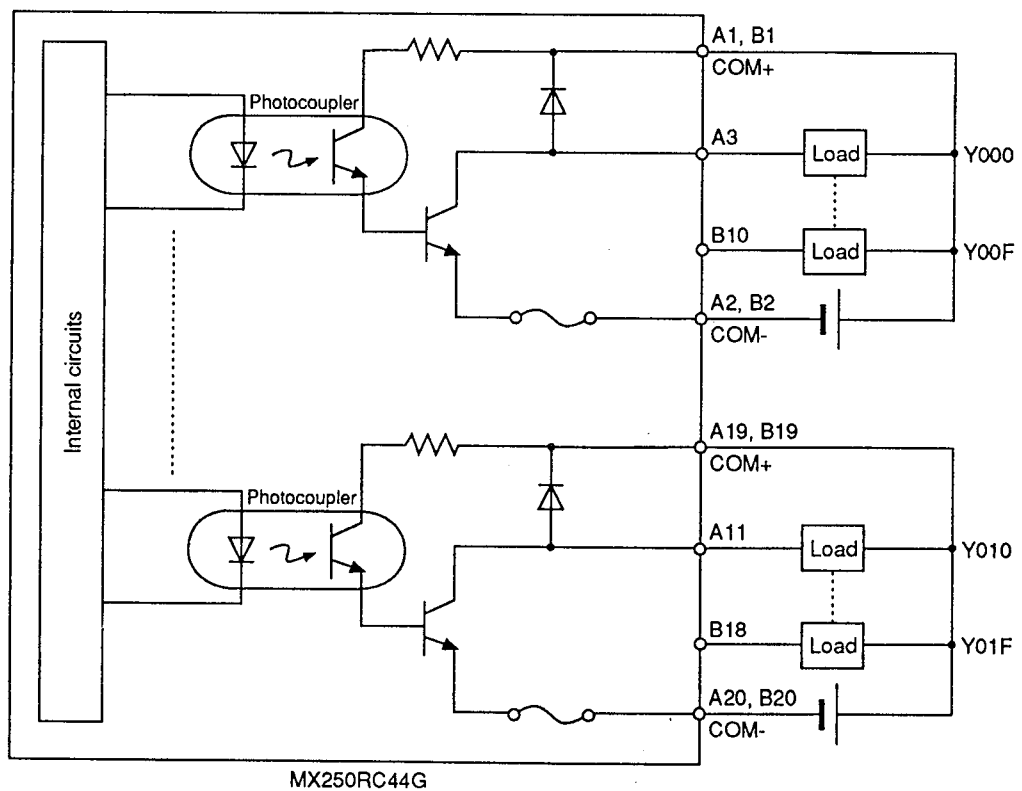 A1, B1
COM+
Photocoupler
A3
Load
Y000
B10
Load
Y00F
A2, B2
COM-
Internal circuits
A19, B19
COM+
Photocoupler
A11
Load
Y010
B18
Load
Y01F
A20, B20
COM-
MX250RC44G